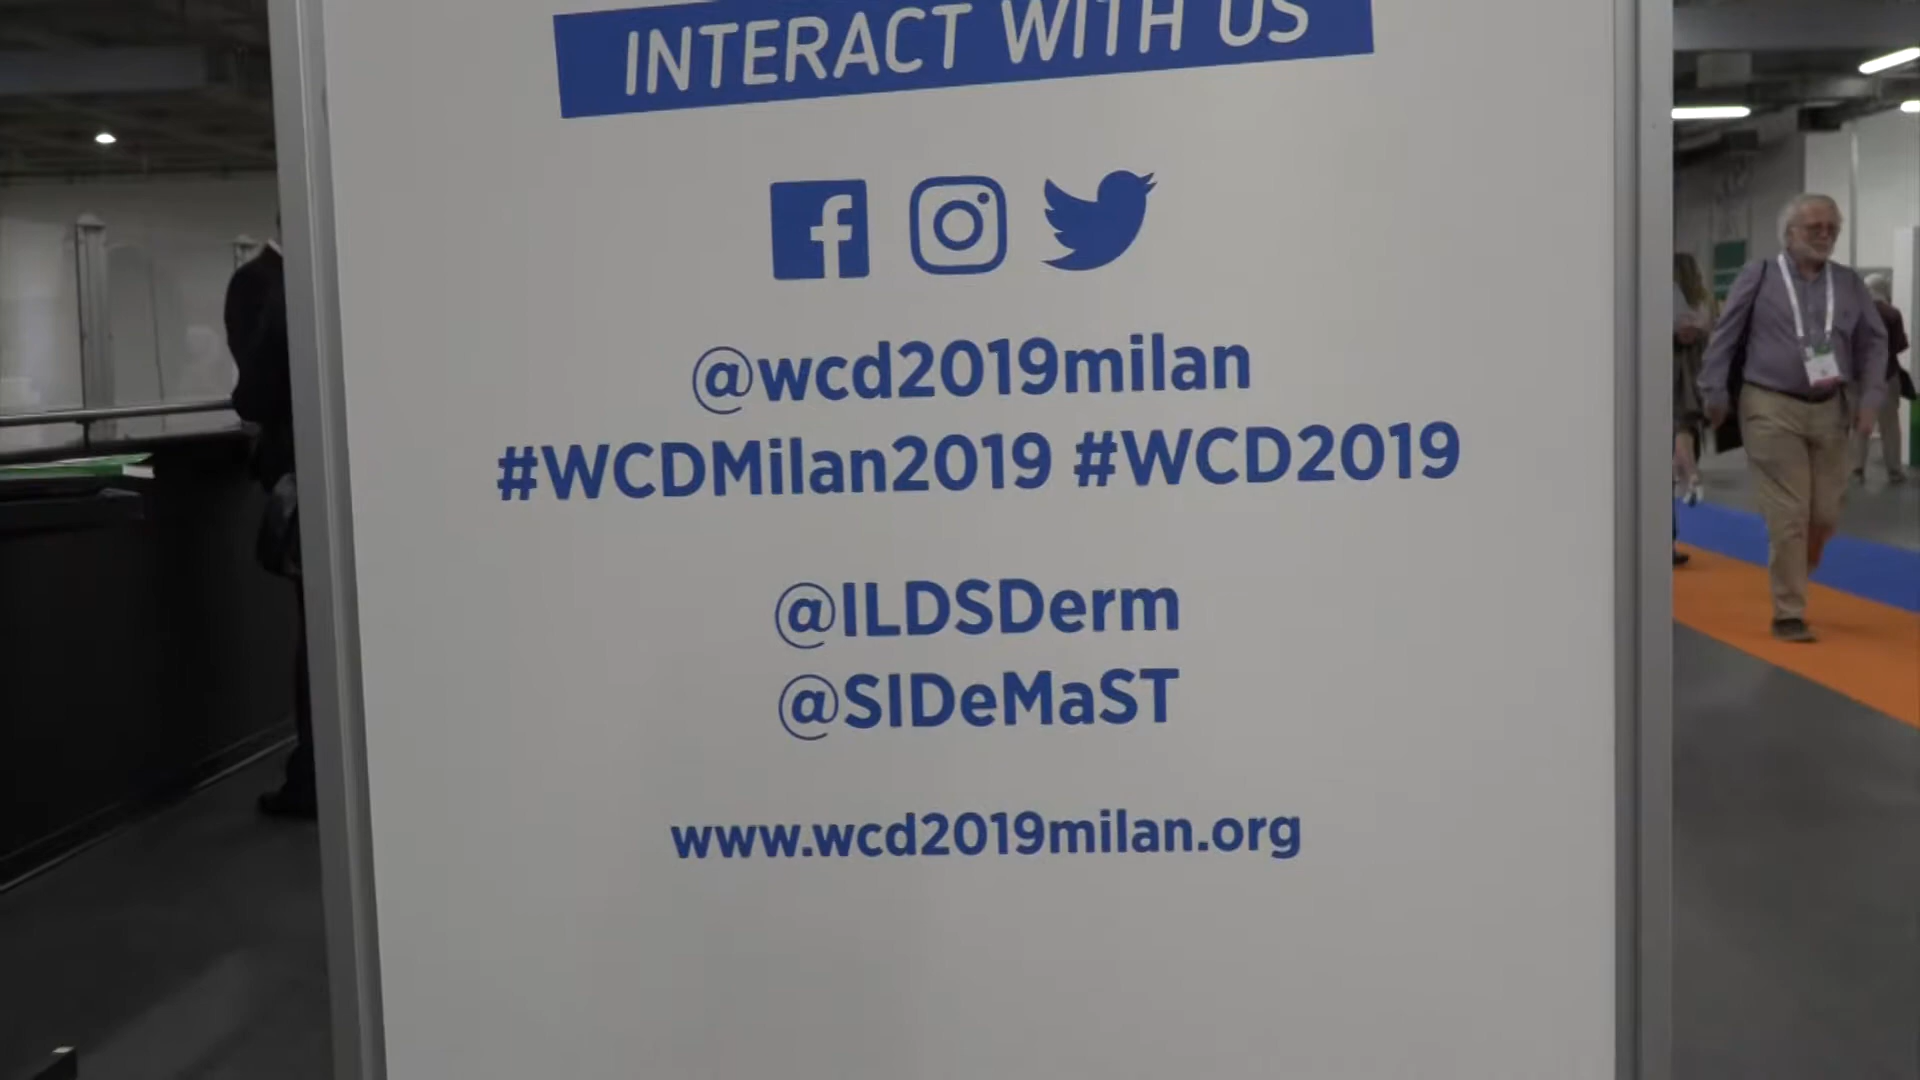 INTERACT WITH US
@wcd2019milan
#WCDMilan2019 #WCD2019
@ILDSDerm
@SIDeMaST
www.wcd2019milan.org